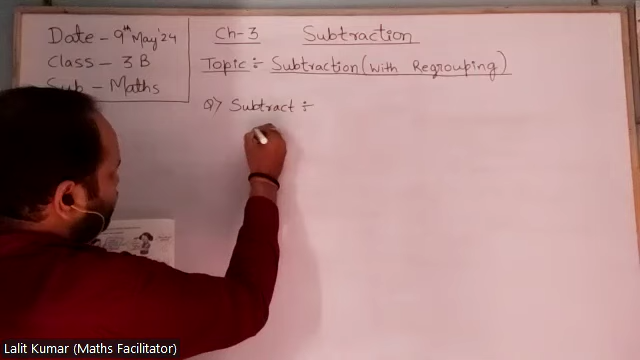 Date - 9th May'24
Class - 3 B
Sub - Maths
Ch-3 Subtraction
Topic :- Subtraction (With Regrouping)
Q> Subtract :-
Lalit Kumar (Maths Facilitator)